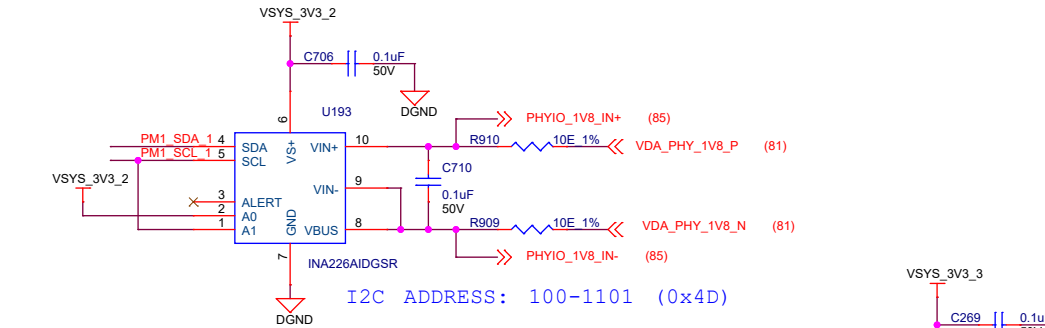 VSYS_3V3_2
C706 0.1uF
50V
DGND
U193
6
VS+
PHYIO_1V8_IN+ (85)
PM1_SDA_1 4 SDA
VIN+ 10
R910 10E_1% VDA_PHY_1V8_P (81)
PM1_SCL_1 5 SCL
C710
VSYS_3V3_2
VIN- 9
0.1uF
50V
3 ALERT
2 A0
GND
1 A1
VBUS 8
R909 10E_1% VDA_PHY_1V8_N (81)
7
INA226AIDGSR
PHYIO_1V8_IN- (85)
DGND
I2C ADDRESS: 100-1101 (0x4D)
VSYS_3V3_3
C269 0.1u